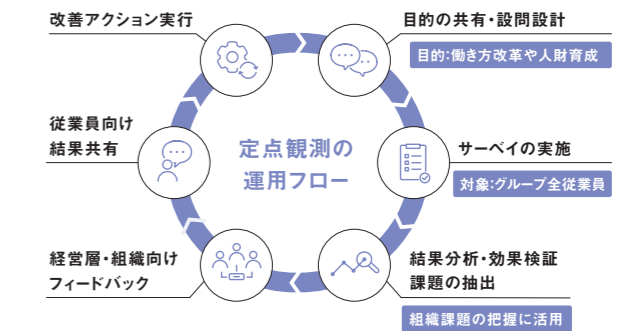 改善アクション実行
目的の共有・設問設計
目的:働き方改革や人財育成
従業員向け
結果共有
定点観測の
運用フロー
サーベイの実施
対象:グループ全従業員
経営層・組織向け
フィードバック
結果分析・効果検証
課題の抽出
組織課題の把握に活用